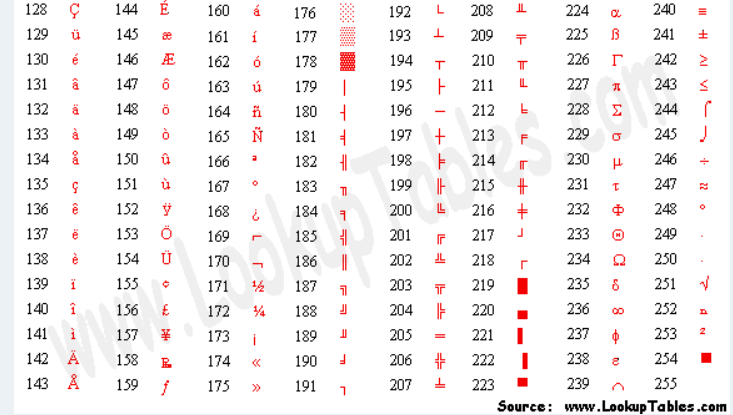 128 Ç 144 É 160 á 176 ░ 192 └ 208 ╨ 224 α 240 ≡
129 ü 145 æ 161 í 177 ▒ 193 ┴ 209 ╤ 225 ß 241 ±
130 é 146 Æ 162 ó 178 ▓ 194 ┬ 210 ╥ 226 Γ 242 ≥
131 â 147 ô 163 ú 179 │ 195 ├ 211 ╙ 227 π 243 ≤
132 ä 148 ö 164 ñ 180 ┤ 196 ─ 212 ╘ 228 Σ 244 ⌠
133 à 149 ò 165 Ñ 181 ╡ 197 ┼ 213 ╒ 229 σ 245 ⌡
134 å 150 û 166 ª 182 ╢ 198 ╞ 214 ╓ 230 µ 246 ÷
135 ç 151 ù 167 º 183 ╖ 199 ╟ 215 ╫ 231 τ 247 ≈
136 ê 152 ÿ 168 ¿ 184 ╕ 200 ╚ 216 ╪ 232 Φ 248 °
137 ë 153 Ö 169 ⌐ 185 ╣ 201 ╔ 217 ┘ 233 Θ 249 ∙
138 è 154 Ü 170 ¬ 186 ║ 202 ╩ 218 ┌ 234 Ω 250 ·
139 ï 155 ¢ 171 ½ 187 ╗ 203 ╦ 219 █ 235 δ 251 √
140 î 156 £ 172 ¼ 188 ╝ 204 ╠ 220 ▄ 236 ∞ 252 ⁿ
141 ì 157 ¥ 173 ¡ 189 ╜ 205 ═ 221 ▌ 237 φ 253 ²
142 Ä 158 ₧ 174 « 190 ╛ 206 ╬ 222 ▐ 238 ε 254 ■
143 Å 159 ƒ 175 » 191 ┐ 207 ╧ 223 ▀ 239 ∩ 255
www.LookupTables.com
Source: www.LookupTables.com